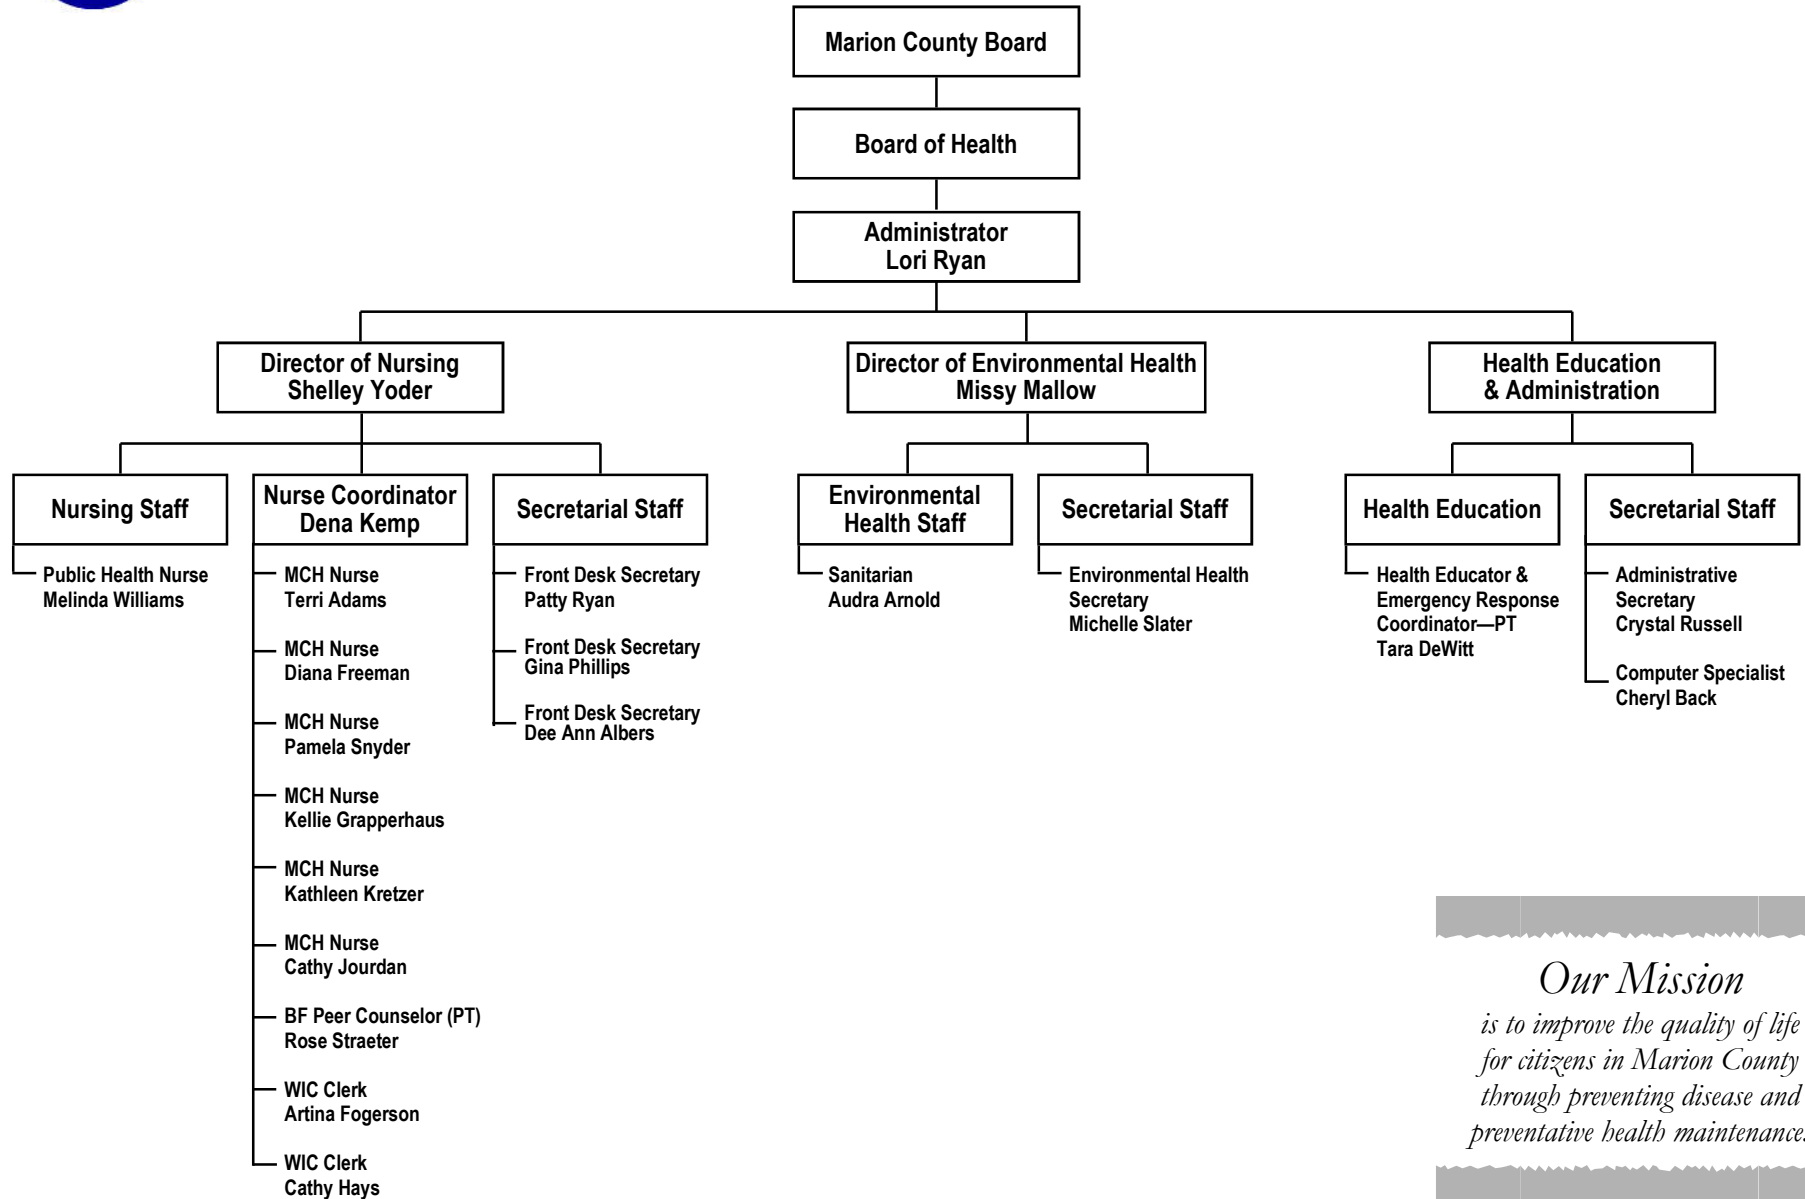 Marion County Board
Board of Health
Administrator
Lori Ryan
Director of Nursing
Shelley Yoder
Director of Environmental Health
Missy Mallow
Health Education
& Administration
Nursing Staff
Public Health Nurse
Melinda Williams
Nurse Coordinator
Dena Kemp
MCH Nurse
Terri Adams
MCH Nurse
Diana Freeman
MCH Nurse
Pamela Snyder
MCH Nurse
Kellie Grapperhaus
MCH Nurse
Kathleen Kretzer
MCH Nurse
Cathy Jourdan
BF Peer Counselor (PT)
Rose Straeter
WIC Clerk
Artina Fogerson
WIC Clerk
Cathy Hays
Secretarial Staff
Front Desk Secretary
Patty Ryan
Front Desk Secretary
Gina Phillips
Front Desk Secretary
Dee Ann Albers
Environmental
Health Staff
Sanitarian
Audra Arnold
Secretarial Staff
Environmental Health
Secretary
Michelle Slater
Health Education
Health Educator &
Emergency Response
Coordinator—PT
Tara DeWitt
Secretarial Staff
Administrative
Secretary
Crystal Russell
Computer Specialist
Cheryl Back
Our Mission
is to improve the quality of life
for citizens in Marion County
through preventing disease and
preventative health maintenance.